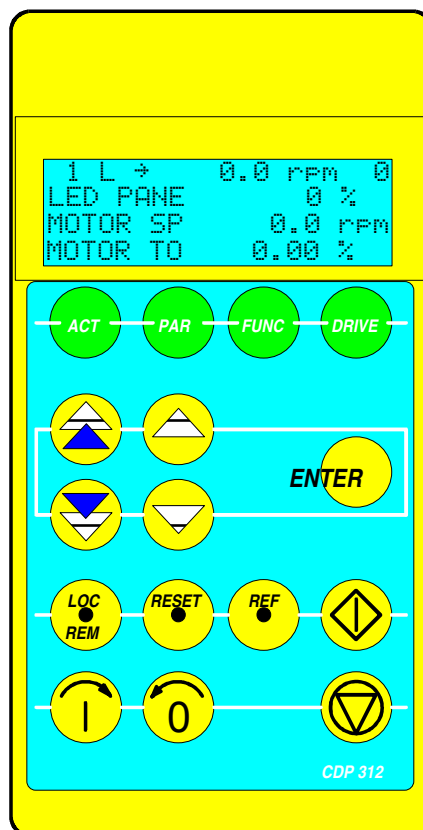 1 L → 0.0 rpm 0
LED PANE 0 %
MOTOR SP 0.0 rpm
MOTOR TO 0.00 %
ACT PAR FUNC DRIVE
ENTER
LOC REM RESET REF
I 0
CDP 312